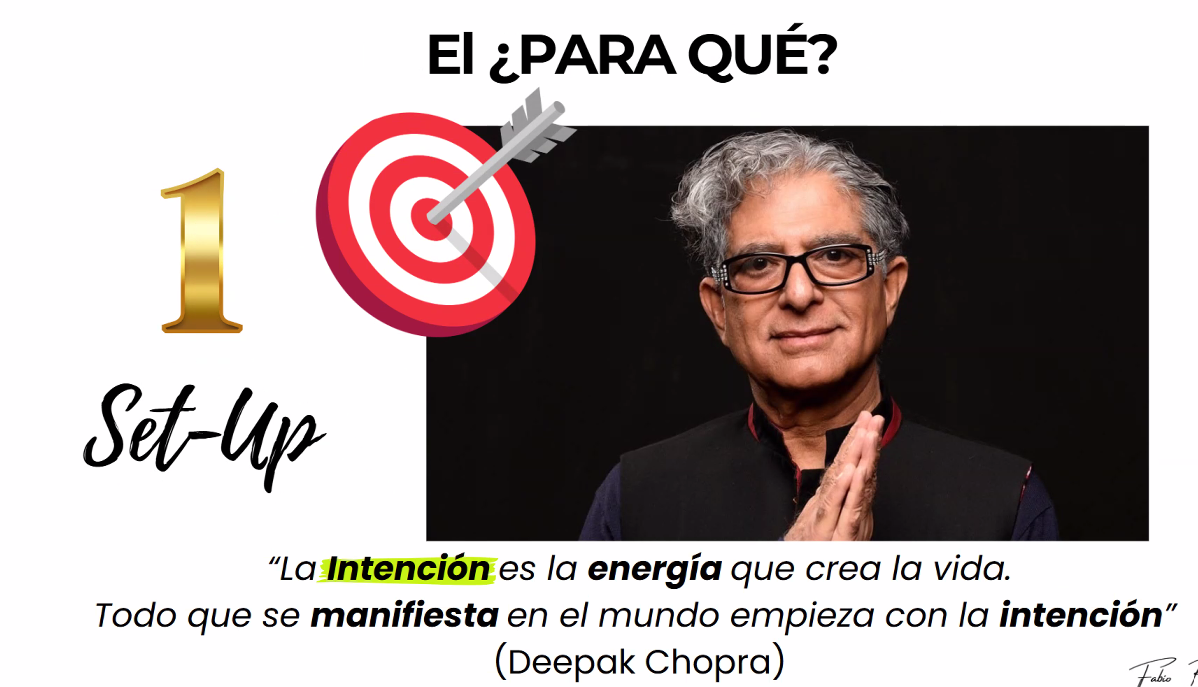 El ¿PARA QUÉ?
1
Set-Up
“La Intención es la energía que crea la vida.
Todo que se manifiesta en el mundo empieza con la intención”
(Deepak Chopra)
Fabio